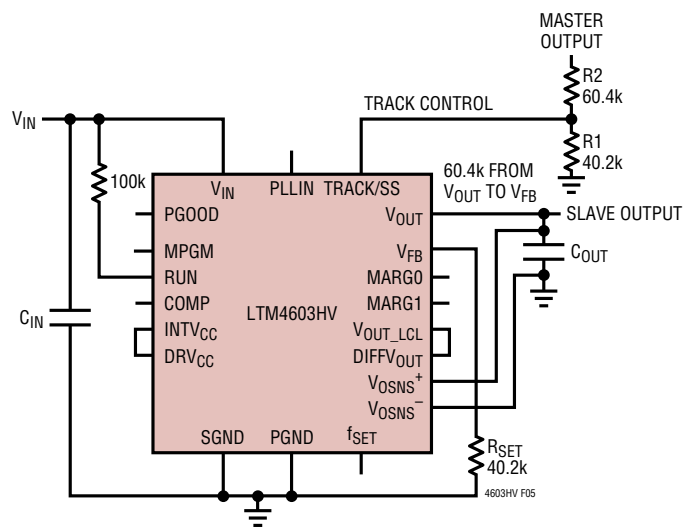 MASTER
OUTPUT
R2
60.4k
TRACK CONTROL
R1
40.2k
V_IN
100k
V_IN
PLLIN
TRACK/SS
60.4k FROM
V_OUT TO V_FB
PGOOD
V_OUT
SLAVE OUTPUT
MPGM
V_FB
C_OUT
RUN
MARG0
COMP
LTM4603HV
MARG1
C_IN
INTV_CC
V_OUT_LCL
DRV_CC
DIFFV_OUT
V_OSNS+
V_OSNS–
SGND
PGND
f_SET
R_SET
40.2k
4603HV F05